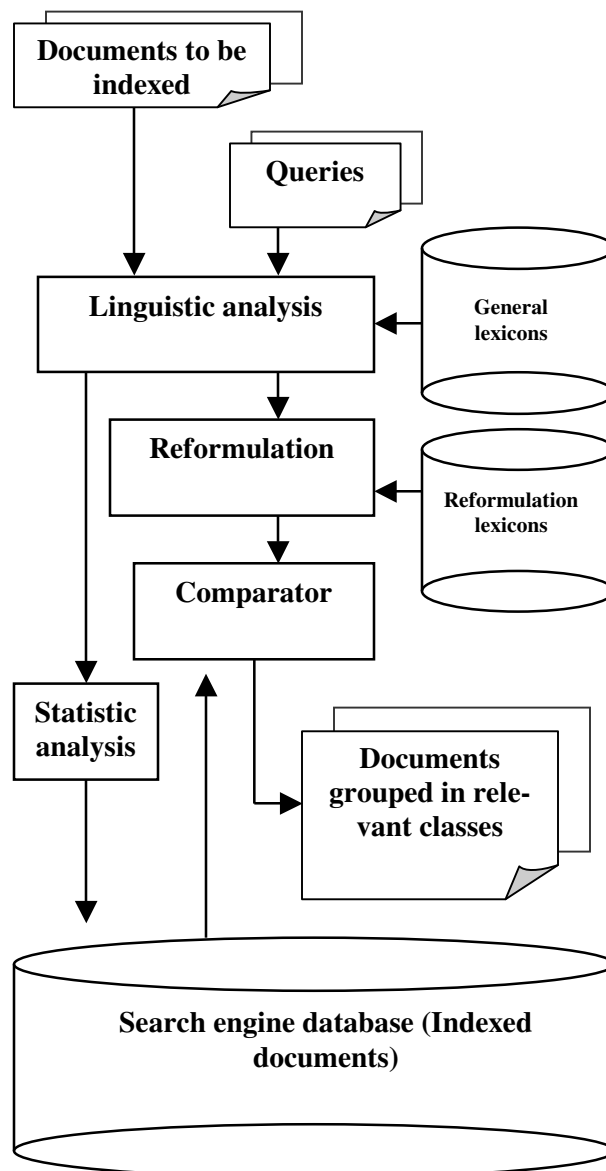 Documents to be
indexed
Queries
Linguistic analysis
General
lexicons
Reformulation
Reformulation
lexicons
Comparator
Statistic
analysis
Documents
grouped in rele-
vant classes
Search engine database (Indexed
documents)